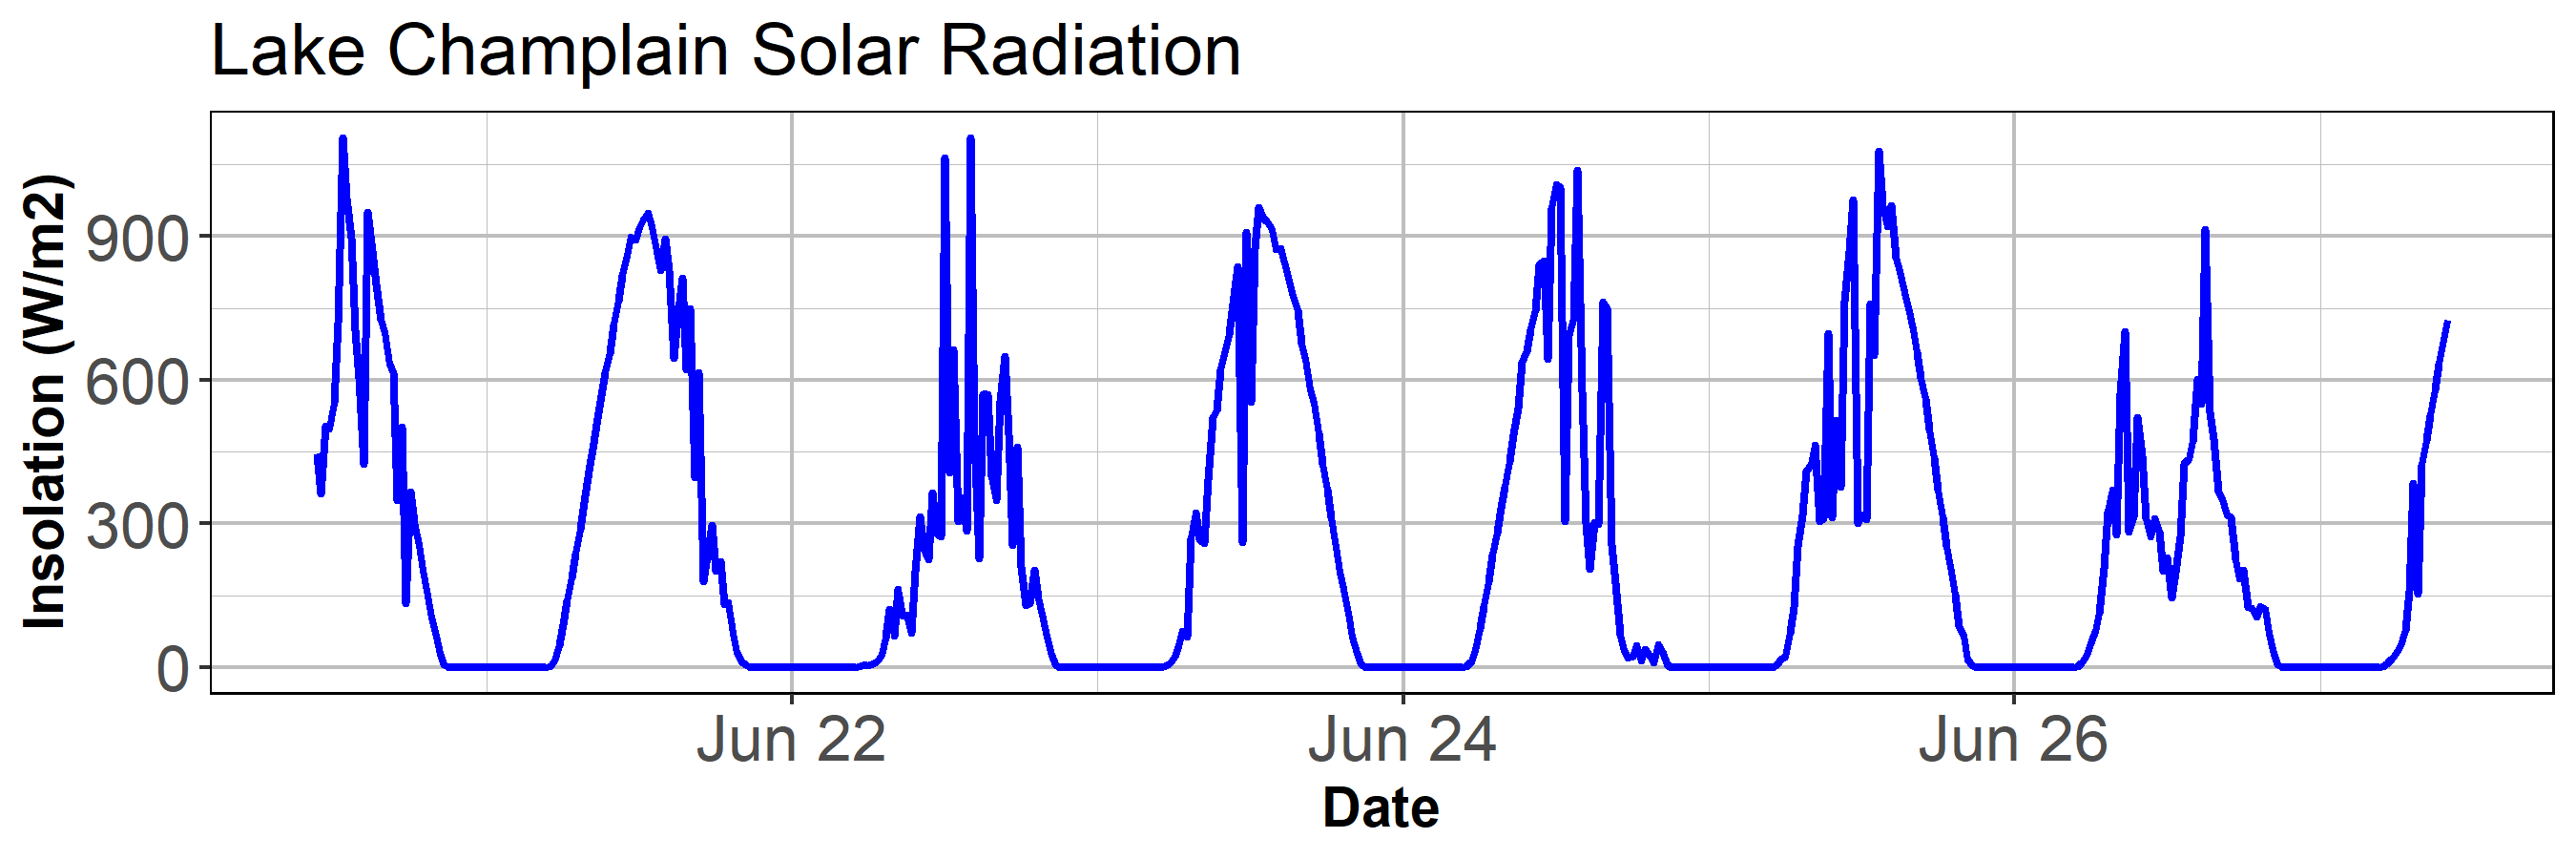 Lake Champlain Solar Radiation
Insolation (W/m2)
900
600
300
0
Jun 22
Jun 24
Jun 26
Date